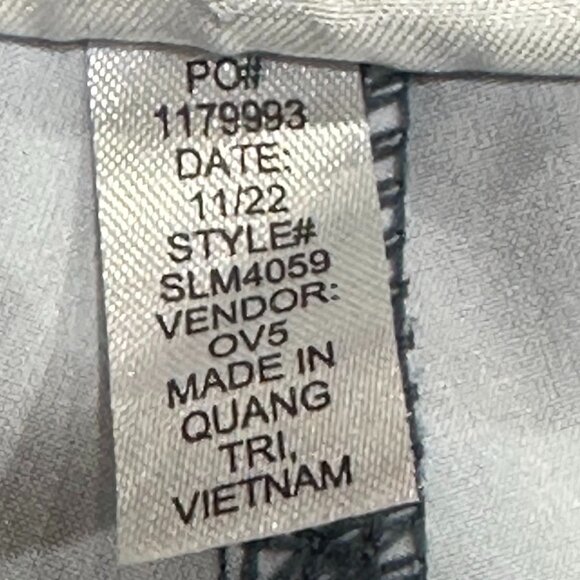 PO#
1179993
DATE:
11/22
STYLE#
SLM4059
VENDOR:
OV5
MADE IN
QUANG
TRI,
VIETNAM